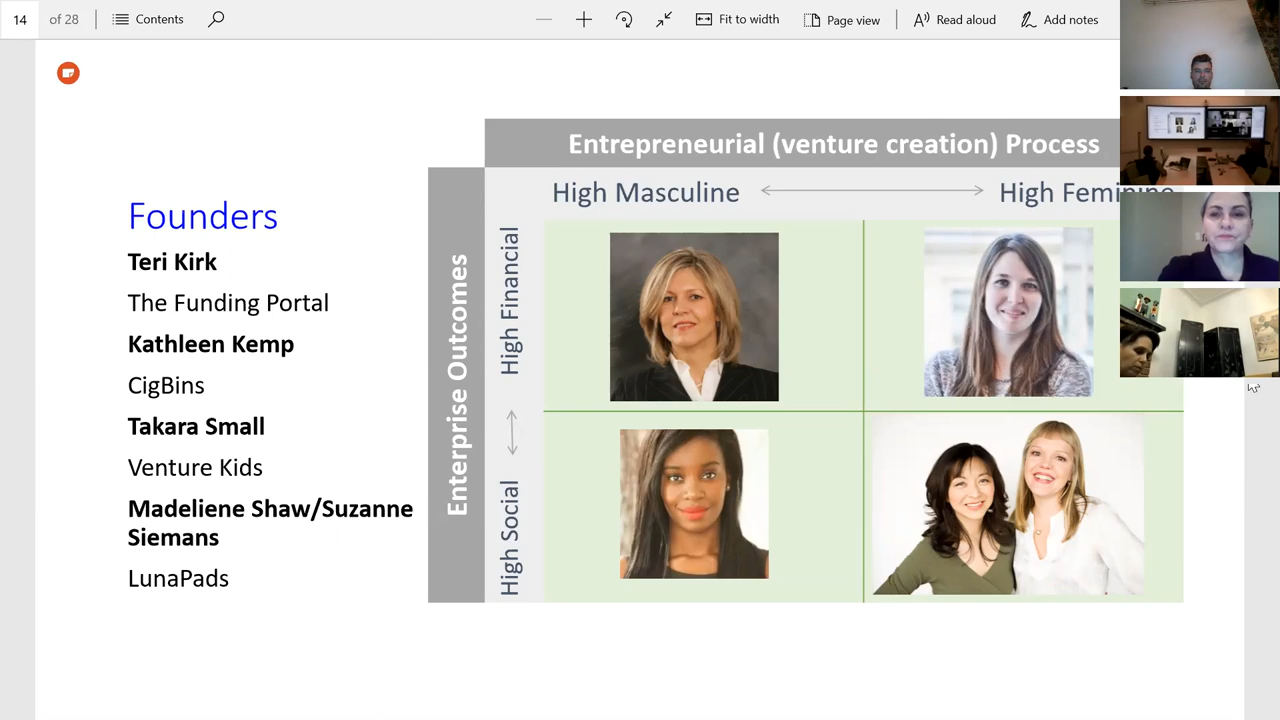 14 of 28 Contents Fit to width Page view Read aloud Add notes
Entrepreneurial (venture creation) Process
High Masculine High Feminine
Founders
Teri Kirk
The Funding Portal
Kathleen Kemp
CigBins
Takara Small
Venture Kids
Madeliene Shaw/Suzanne
Siemans
LunaPads
Enterprise Outcomes
High Financial
High Social